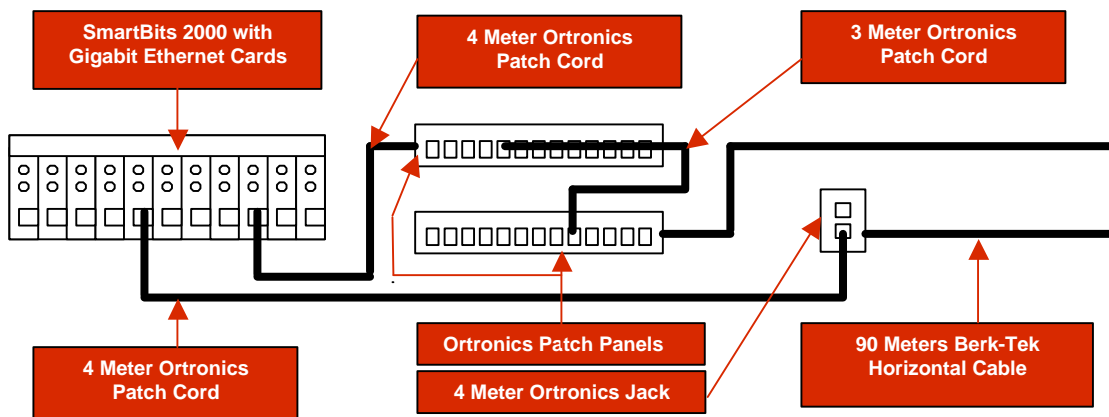 SmartBits 2000 with
Gigabit Ethernet Cards
4 Meter Ortronics
Patch Cord
3 Meter Ortronics
Patch Cord
4 Meter Ortronics
Patch Cord
Ortronics Patch Panels
4 Meter Ortronics Jack
90 Meters Berk-Tek
Horizontal Cable